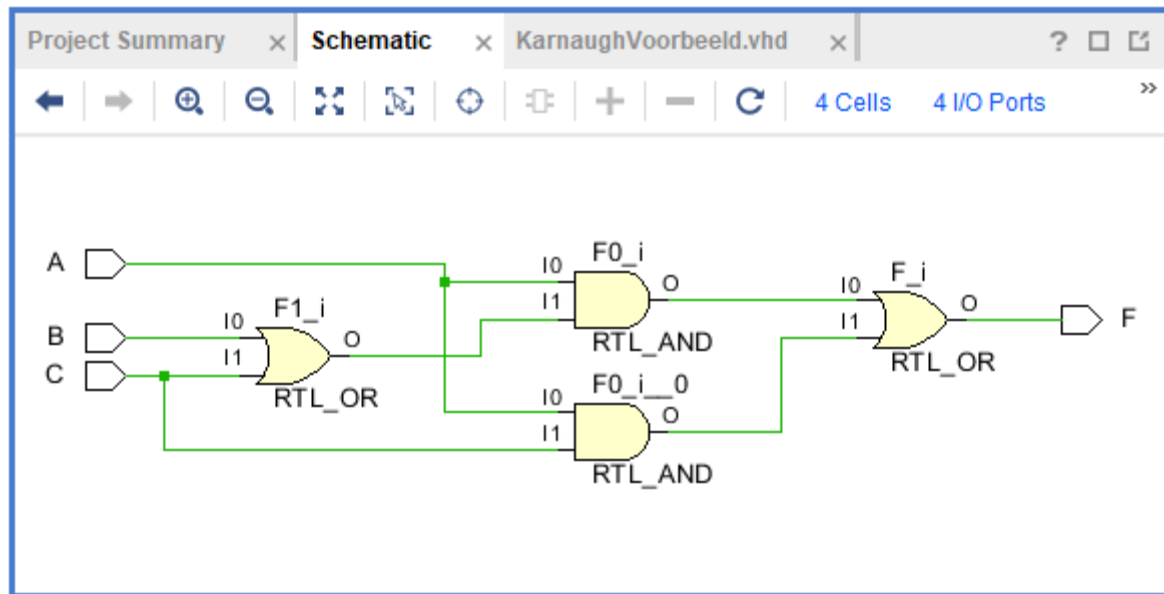 Project Summary × Schematic × KarnaughVoorbeeld.vhd × ?
4 Cells 4 I/O Ports »
A
B
C
I0
I1
F1_i
O
RTL_OR
I0
I1
F0_i
O
RTL_AND
I0
I1
F0_i__0
O
RTL_AND
I0
I1
F_i
O
RTL_OR
F